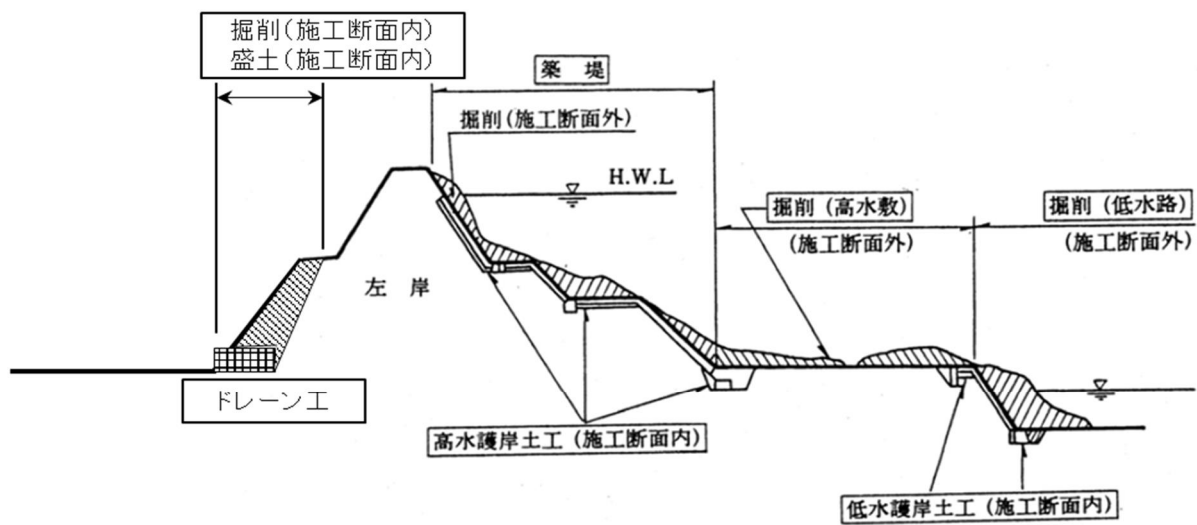 掘削(施工断面内)
盛土(施工断面内)
築 堤
掘削(施工断面外)
H.W.L
掘削(高水敷)
(施工断面外)
掘削(低水路)
(施工断面外)
左 岸
ドレーン工
高水護岸土工(施工断面内)
低水護岸土工(施工断面内)